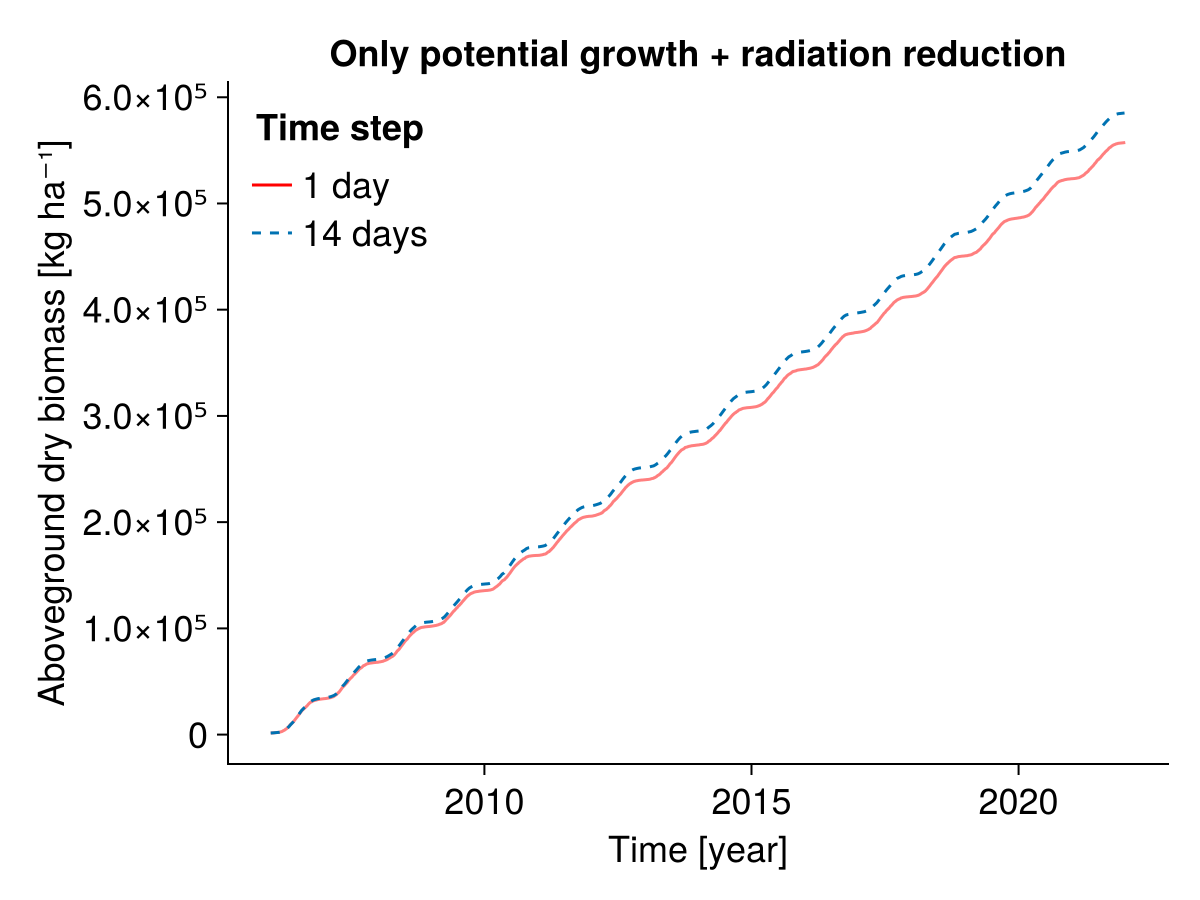 Only potential growth + radiation reduction
Aboveground dry biomass [kg ha⁻¹]
6.0×10⁵
5.0×10⁵
4.0×10⁵
3.0×10⁵
2.0×10⁵
1.0×10⁵
0
Time step
1 day
14 days
2010
2015
2020
Time [year]